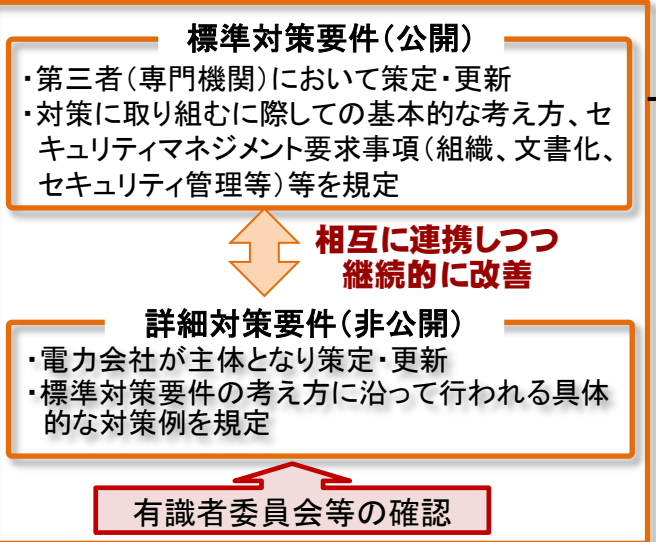 標準対策要件（公開）
・第三者（専門機関）において策定・更新
・対策に取り組むに際しての基本的な考え方、セ
キュリティマネジメント要求事項（組織、文書化、
セキュリティ管理等）等を規定
相互に連携しつつ
継続的に改善
詳細対策要件（非公開）
・電力会社が主体となり策定・更新
・標準対策要件の考え方に沿って行われる具体
的な対策例を規定
有識者委員会等の確認